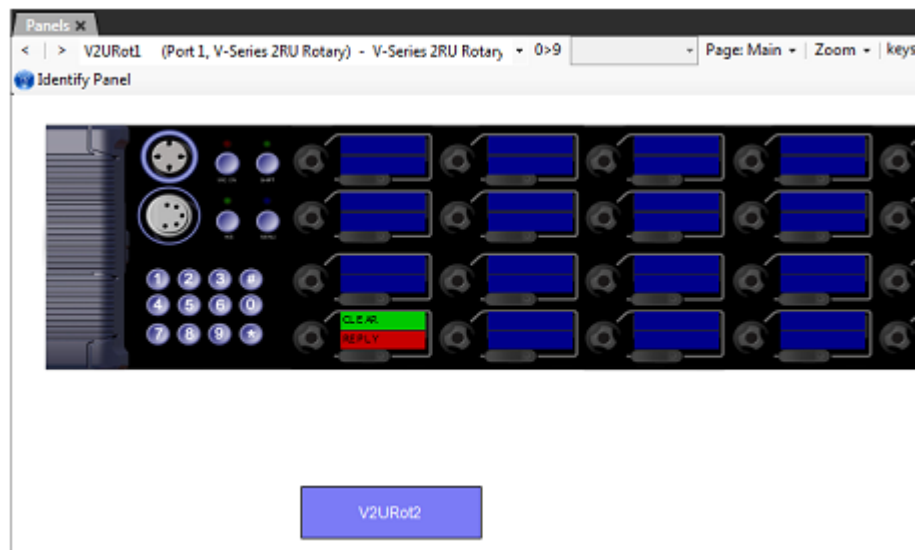 Panels
< > V2URot1 (Port 1, V-Series 2RU Rotary) - V-Series 2RU Rotary 0>9 Page: Main Zoom keys
Identify Panel
1 2 3 #
4 5 6 0
7 8 9 *
CLEAR
REPLY
V2URot2